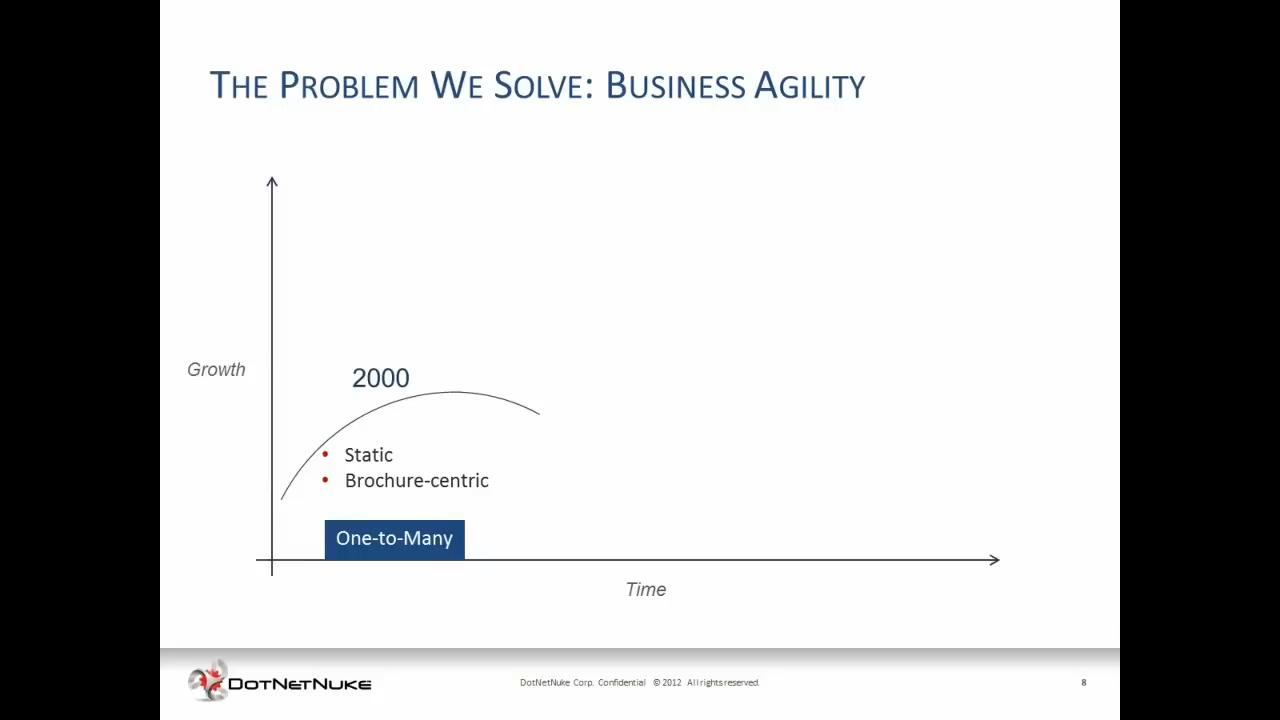 THE PROBLEM WE SOLVE: BUSINESS AGILITY
Growth
2000
• Static
• Brochure-centric
One-to-Many
Time
DOTNETNUKE
DotNetNuke Corp. Confidential © 2012 All rights reserved.
8